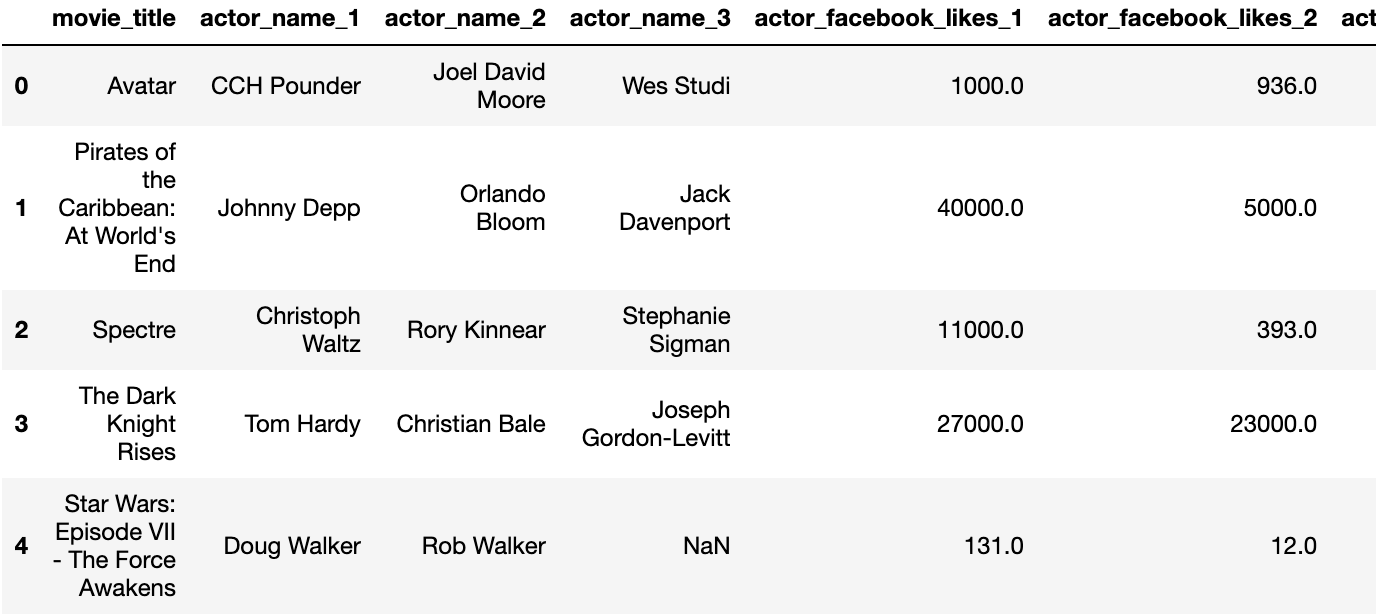 movie_title actor_name_1 actor_name_2 actor_name_3 actor_facebook_likes_1 actor_facebook_likes_2 act
0 Avatar CCH Pounder Joel David Moore Wes Studi 1000.0 936.0
1 Pirates of the Caribbean: At World's End Johnny Depp Orlando Bloom Jack Davenport 40000.0 5000.0
2 Spectre Christoph Waltz Rory Kinnear Stephanie Sigman 11000.0 393.0
3 The Dark Knight Rises Tom Hardy Christian Bale Joseph Gordon-Levitt 27000.0 23000.0
4 Star Wars: Episode VII - The Force Awakens Doug Walker Rob Walker NaN 131.0 12.0